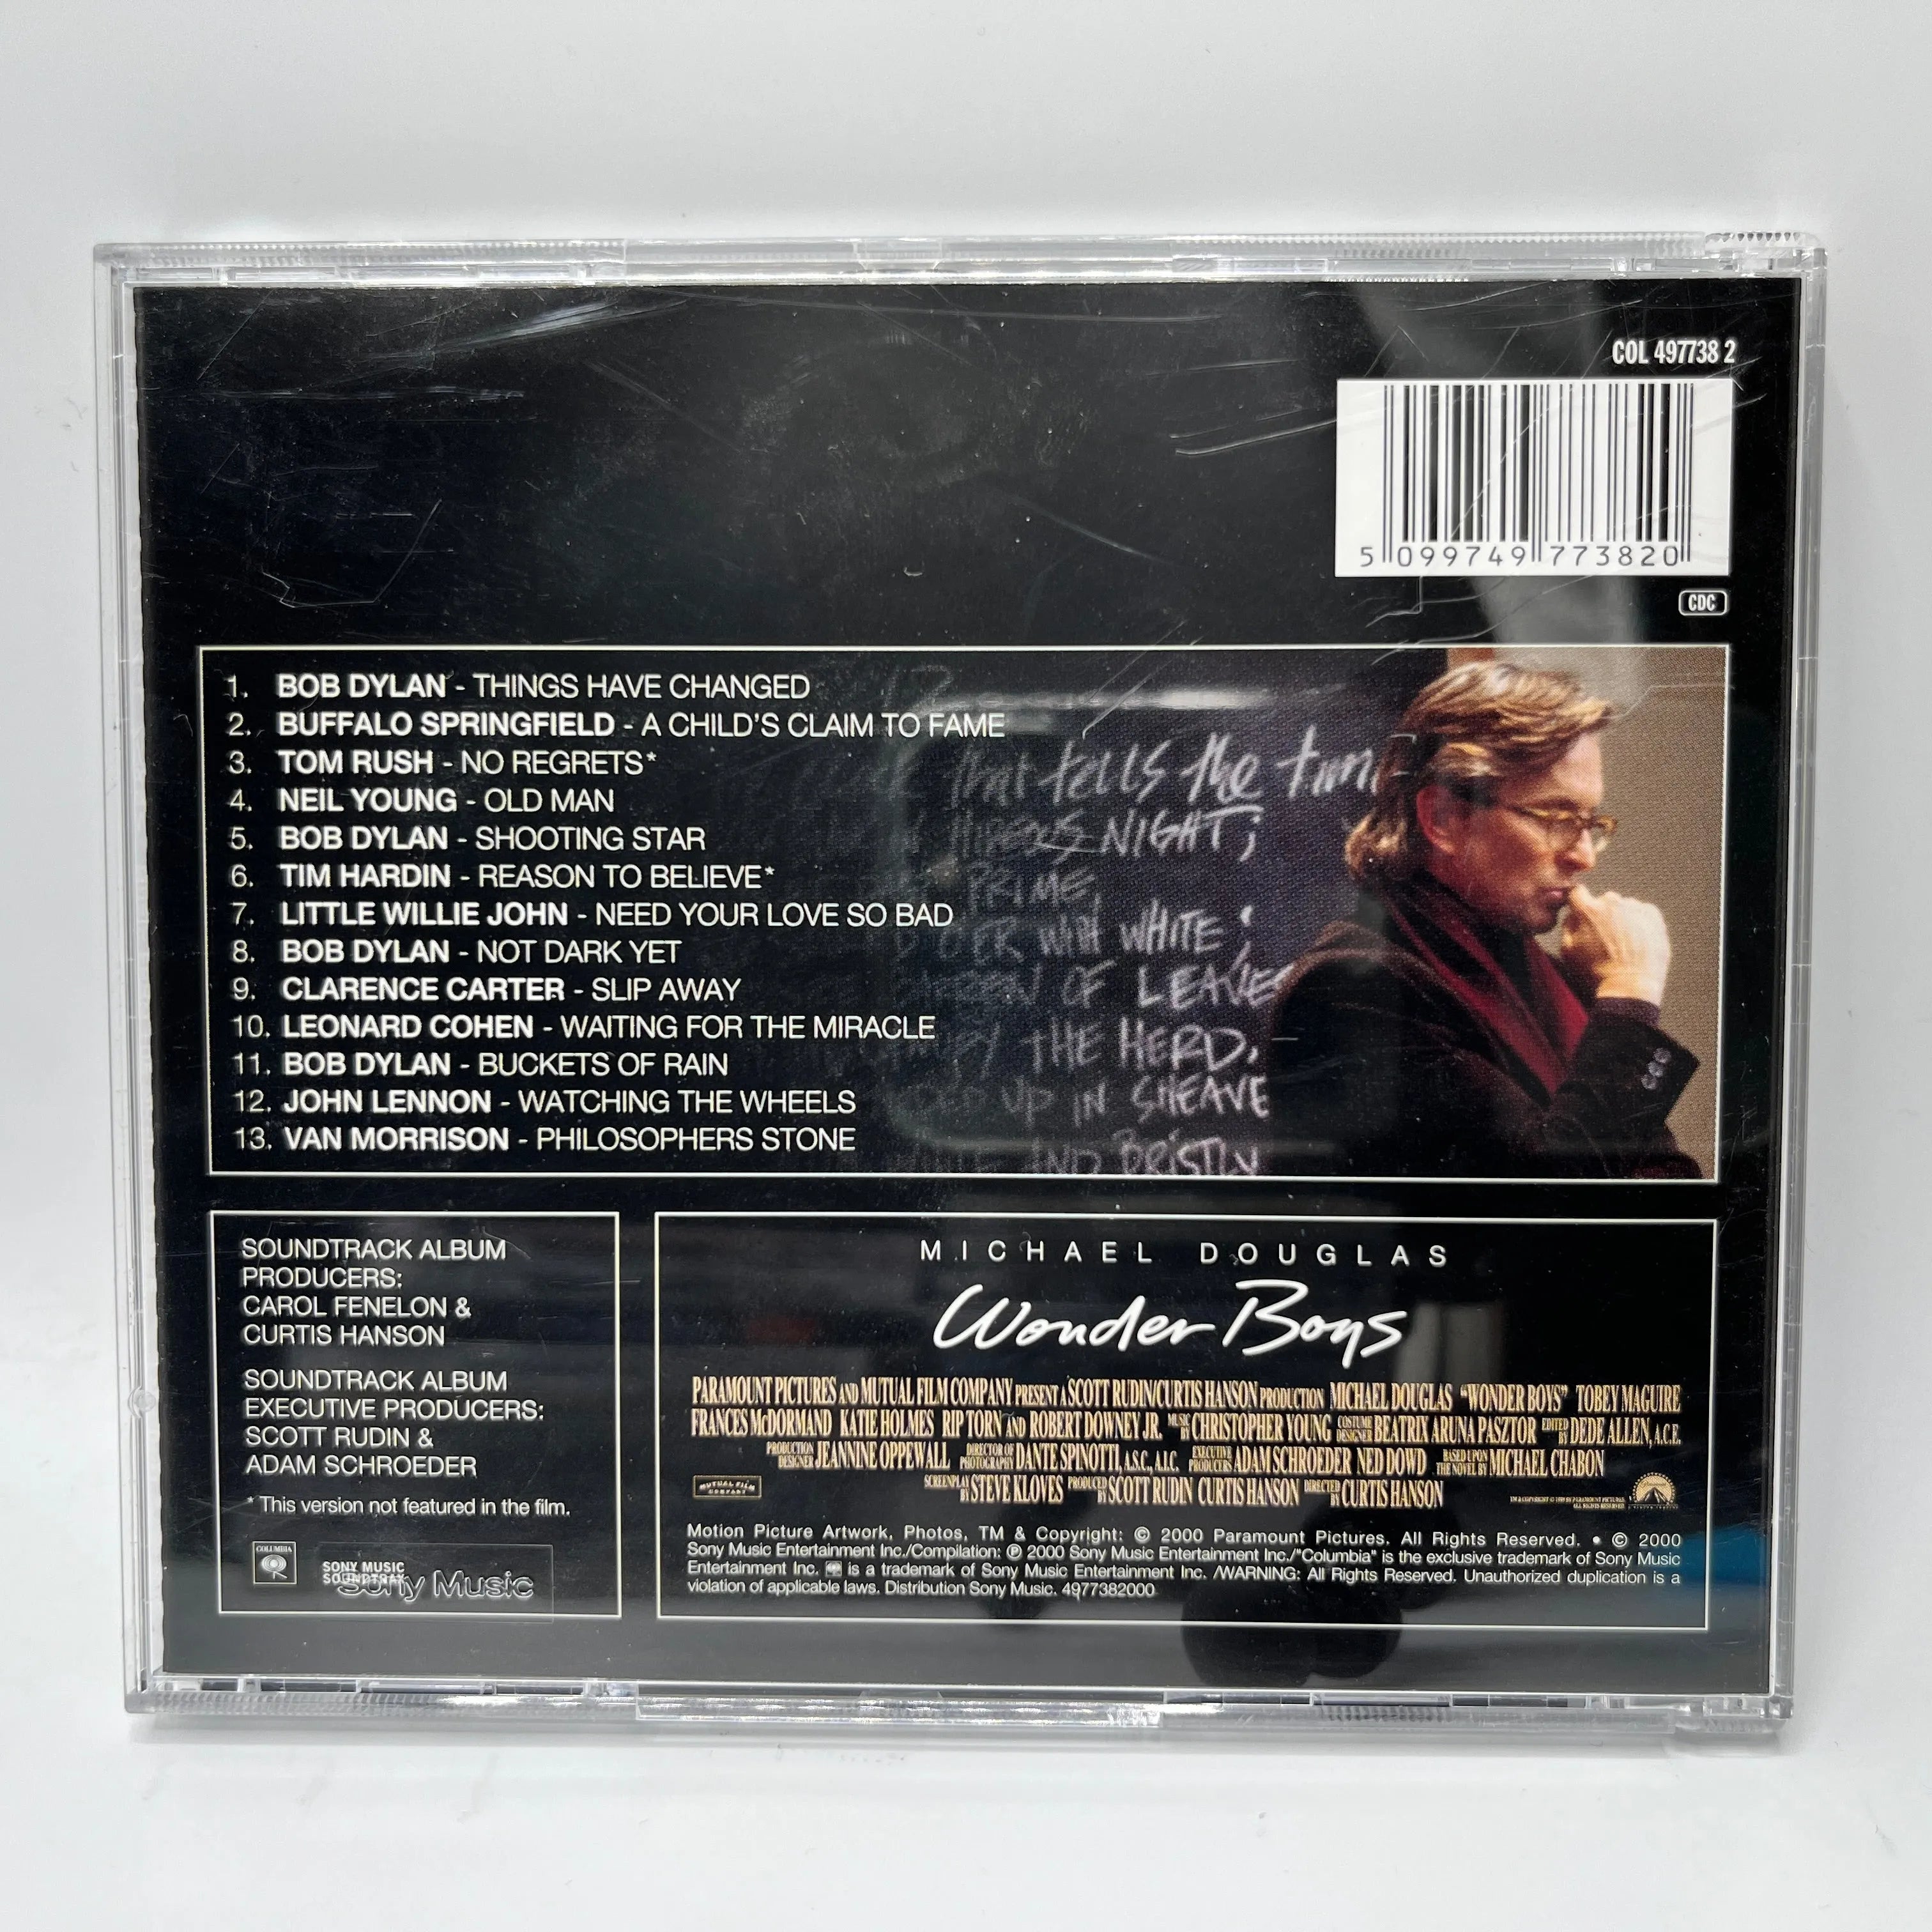 COL 497738 2
5 099749 773820
CDC
1. BOB DYLAN - THINGS HAVE CHANGED
2. BUFFALO SPRINGFIELD - A CHILD'S CLAIM TO FAME
3. TOM RUSH - NO REGRETS*
4. NEIL YOUNG - OLD MAN
5. BOB DYLAN - SHOOTING STAR
6. TIM HARDIN - REASON TO BELIEVE*
7. LITTLE WILLIE JOHN - NEED YOUR LOVE SO BAD
8. BOB DYLAN - NOT DARK YET
9. CLARENCE CARTER - SLIP AWAY
10. LEONARD COHEN - WAITING FOR THE MIRACLE
11. BOB DYLAN - BUCKETS OF RAIN
12. JOHN LENNON - WATCHING THE WHEELS
13. VAN MORRISON - PHILOSOPHERS STONE
that tells the
NIGHT;
PRIME
WITH WHITE;
OF LEAVE
THE HERD.
UP IN SHEAVE
AND BRISTLY
SOUNDTRACK ALBUM
PRODUCERS:
CAROL FENELON &
CURTIS HANSON
SOUNDTRACK ALBUM
EXECUTIVE PRODUCERS:
SCOTT RUDIN &
ADAM SCHROEDER
* This version not featured in the film.
COLUMBIA
SONY MUSIC
SOUNDTRAX
Sony Music
MICHAEL DOUGLAS
Wonder Boys
PARAMOUNT PICTURES AND MUTUAL FILM COMPANY PRESENT A SCOTT RUDIN/CURTIS HANSON PRODUCTION MICHAEL DOUGLAS "WONDER BOYS" TOBEY MAGUIRE
FRANCES McDORMAND KATIE HOLMES RIP TORN AND ROBERT DOWNEY JR. MUSIC BY CHRISTOPHER YOUNG COSTUME DESIGNER BEATRIX ARUNA PASZTOR EDITED BY DEDE ALLEN, A.C.E.
PRODUCTION DESIGNER JEANNINE OPPEWALL DIRECTOR OF PHOTOGRAPHY DANTE SPINOTTI, A.S.C., A.I.C. EXECUTIVE PRODUCERS ADAM SCHROEDER NED DOWD BASED UPON THE NOVEL BY MICHAEL CHABON
MUTUAL FILM COMPANY SCREENPLAY BY STEVE KLOVES PRODUCED BY SCOTT RUDIN CURTIS HANSON DIRECTED BY CURTIS HANSON
Motion Picture Artwork, Photos, TM & Copyright: © 2000 Paramount Pictures. All Rights Reserved. • © 2000
Sony Music Entertainment Inc./Compilation: ℗ 2000 Sony Music Entertainment Inc./"Columbia" is the exclusive trademark of Sony Music
Entertainment Inc. is a trademark of Sony Music Entertainment Inc. /WARNING: All Rights Reserved. Unauthorized duplication is a
violation of applicable laws. Distribution Sony Music. 4977382000